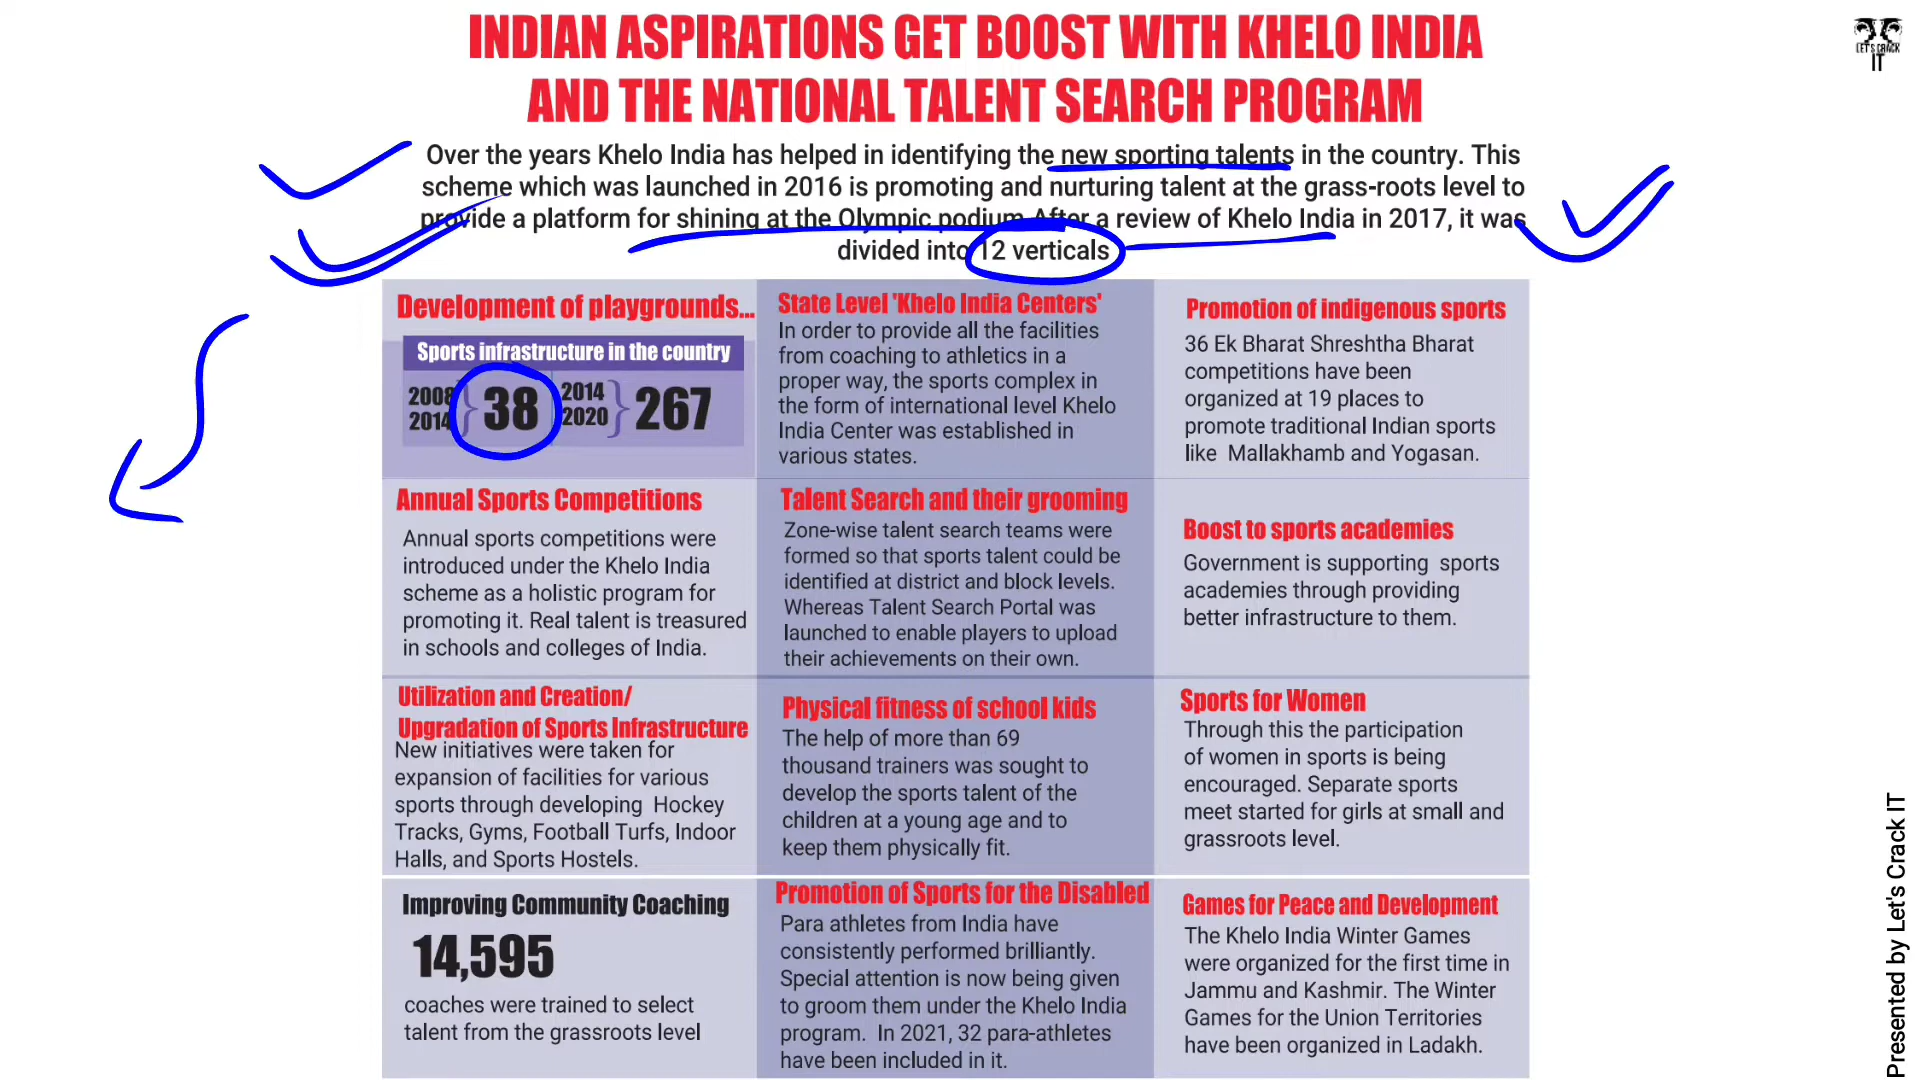 INDIAN ASPIRATIONS GET BOOST WITH KHELO INDIA
AND THE NATIONAL TALENT SEARCH PROGRAM
LET'S CRACK
IT
Over the years Khelo India has helped in identifying the new sporting talents in the country. This
scheme which was launched in 2016 is promoting and nurturing talent at the grass-roots level to
provide a platform for shining at the Olympic podium After a review of Khelo India in 2017, it was
divided into 12 verticals
Development of playgrounds...
Sports infrastructure in the country
2008
2014
38
2014
2020
267
State Level 'Khelo India Centers'
In order to provide all the facilities
from coaching to athletics in a
proper way, the sports complex in
the form of international level Khelo
India Center was established in
various states.
Promotion of indigenous sports
36 Ek Bharat Shreshtha Bharat
competitions have been
organized at 19 places to
promote traditional Indian sports
like Mallakhamb and Yogasan.
Annual Sports Competitions
Annual sports competitions were
introduced under the Khelo India
scheme as a holistic program for
promoting it. Real talent is treasured
in schools and colleges of India.
Talent Search and their grooming
Zone-wise talent search teams were
formed so that sports talent could be
identified at district and block levels.
Whereas Talent Search Portal was
launched to enable players to upload
their achievements on their own.
Boost to sports academies
Government is supporting sports
academies through providing
better infrastructure to them.
Utilization and Creation/
Upgradation of Sports Infrastructure
New initiatives were taken for
expansion of facilities for various
sports through developing Hockey
Tracks, Gyms, Football Turfs, Indoor
Halls, and Sports Hostels.
Physical fitness of school kids
The help of more than 69
thousand trainers was sought to
develop the sports talent of the
children at a young age and to
keep them physically fit.
Sports for Women
Through this the participation
of women in sports is being
encouraged. Separate sports
meet started for girls at small and
grassroots level.
Improving Community Coaching
14,595
coaches were trained to select
talent from the grassroots level
Promotion of Sports for the Disabled
Para athletes from India have
consistently performed brilliantly.
Special attention is now being given
to groom them under the Khelo India
program. In 2021, 32 para-athletes
have been included in it.
Games for Peace and Development
The Khelo India Winter Games
were organized for the first time in
Jammu and Kashmir. The Winter
Games for the Union Territories
have been organized in Ladakh.
Presented by Let's Crack IT